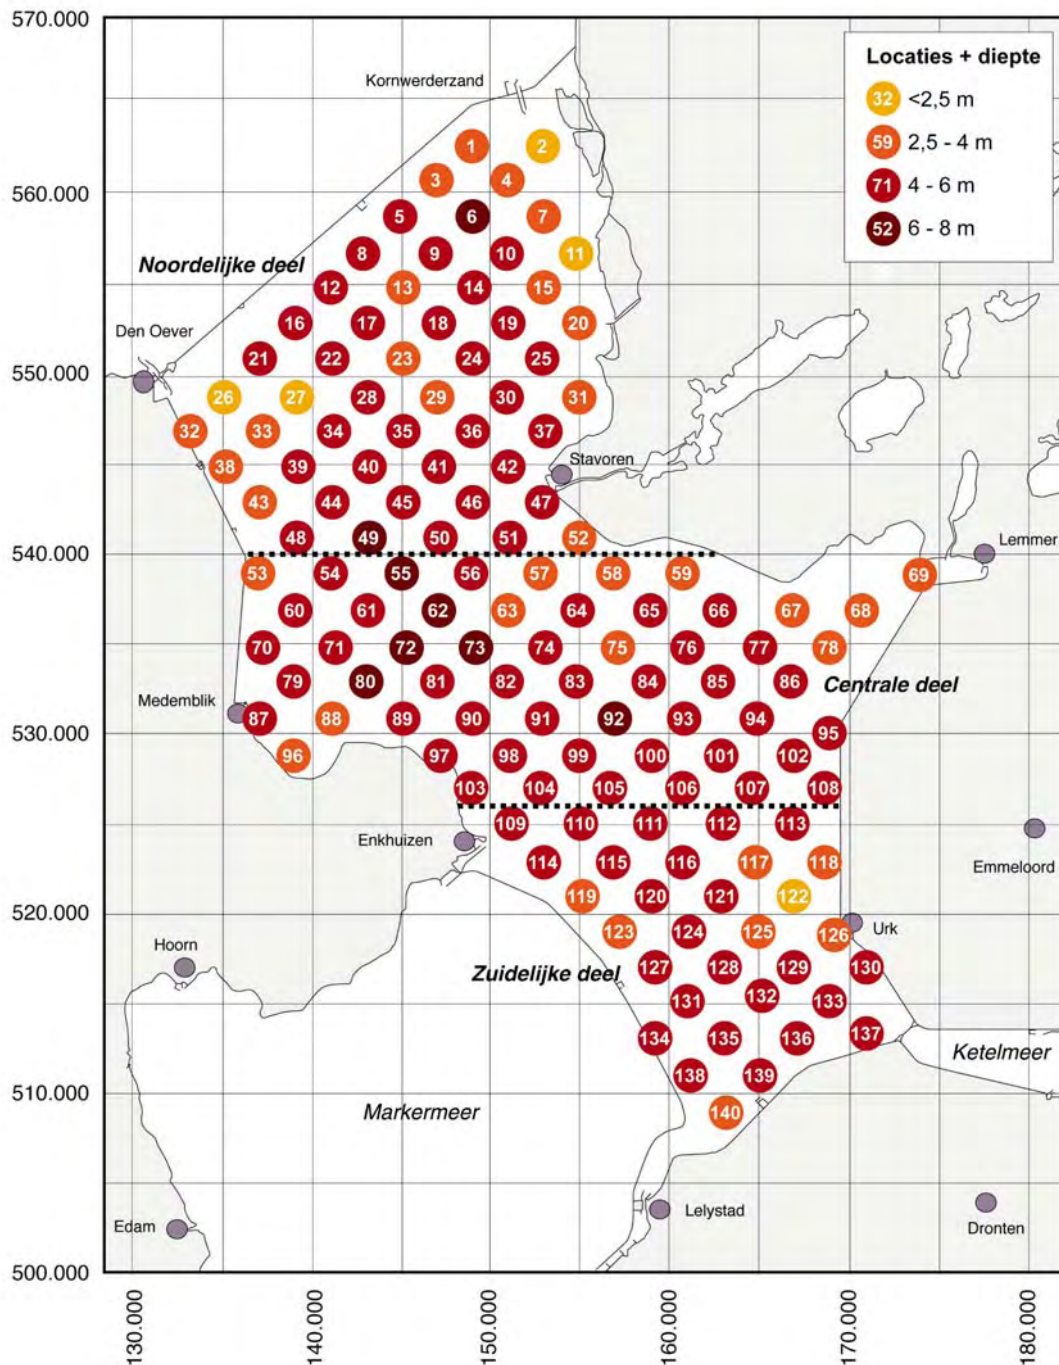 570.000
Locaties + diepte
Kornwerderzand
32 <2,5 m
59 2,5 - 4 m
1 2
71 4 - 6 m
3 4
560.000
52 6 - 8 m
5 6 7
8 9 10 11
Noordelijke deel
12 13 14 15
16 17 18 19 20
Den Oever
21 22 23 24 25
550.000
26 27 28 29 30 31
32 33 34 35 36 37
38 39 40 41 42
Stavoren
43 44 45 46 47
48 49 50 51 52
Lemmer
540.000
53 54 55 56 57 58 59 69
60 61 62 63 64 65 66 67 68
70 71 72 73 74 75 76 77 78
79 80 81 82 83 84 85 86
Centrale deel
Medemblik
87 88 89 90 91 92 93 94 95
530.000
96 97 98 99 100 101 102
103 104 105 106 107 108
109 110 111 112 113
Enkhuizen
114 115 116 117 118
Emmeloord
119 120 121 122
520.000
123 124 125 126
Urk
Hoorn
127 128 129 130
Zuidelijke deel
131 132 133
134 135 136 137
Ketelmeer
138 139
510.000
140
Markermeer
Lelystad
Edam
Dronten
500.000
130.000
140.000
150.000
160.000
170.000
180.000